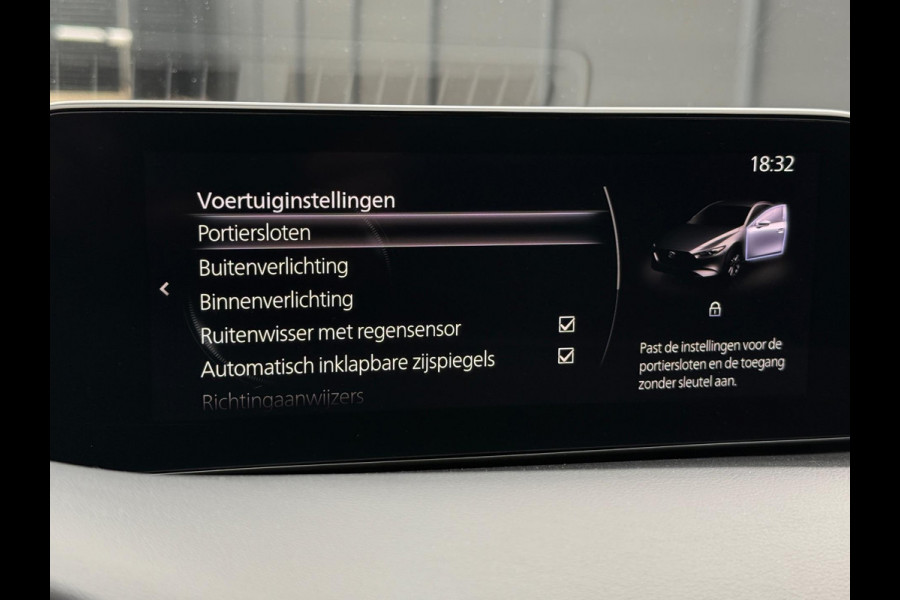 18:32
Voertuiginstellingen
Portiersloten
Buitenverlichting
Binnenverlichting
Ruitenwisser met regensensor
Automatisch inklapbare zijspiegels
Richtingaanwijzers
Past de instellingen voor de
portiersloten en de toegang
zonder sleutel aan.